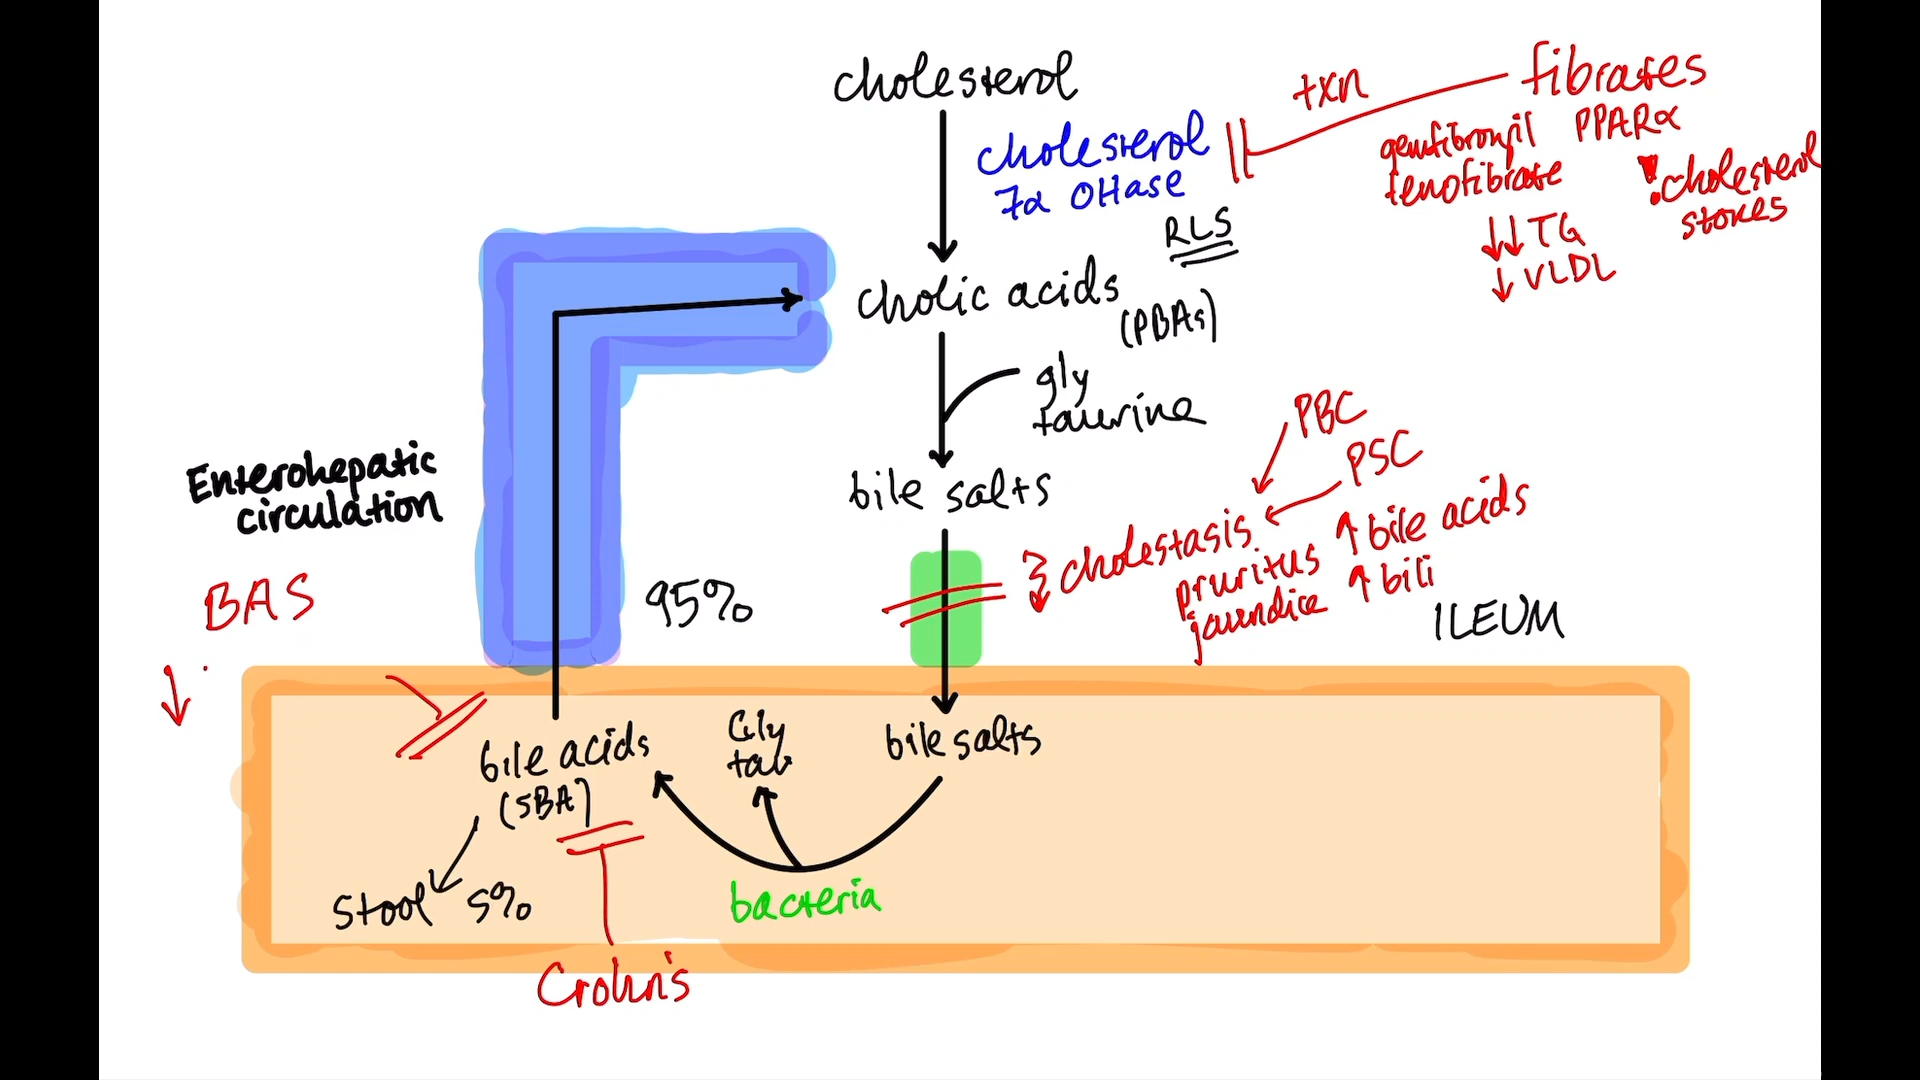 cholesterol
cholesterol
7α OHase
RLS
txn
fibrates
gemfibrozil PPARα
fenofibrate
cholesterol
stones
↓↓ TG
↓ VLDL
cholic acids
(PBAs)
gly
taurine
bile salts
PBC
PSC
cholestasis ↑ bile acids
pruritus ↑ bili
jaundice
Enterohepatic
circulation
BAS
↓
95%
ILEUM
bile acids
(SBA)
Gly
tau
bile salts
stool 5%
bacteria
Crohn's